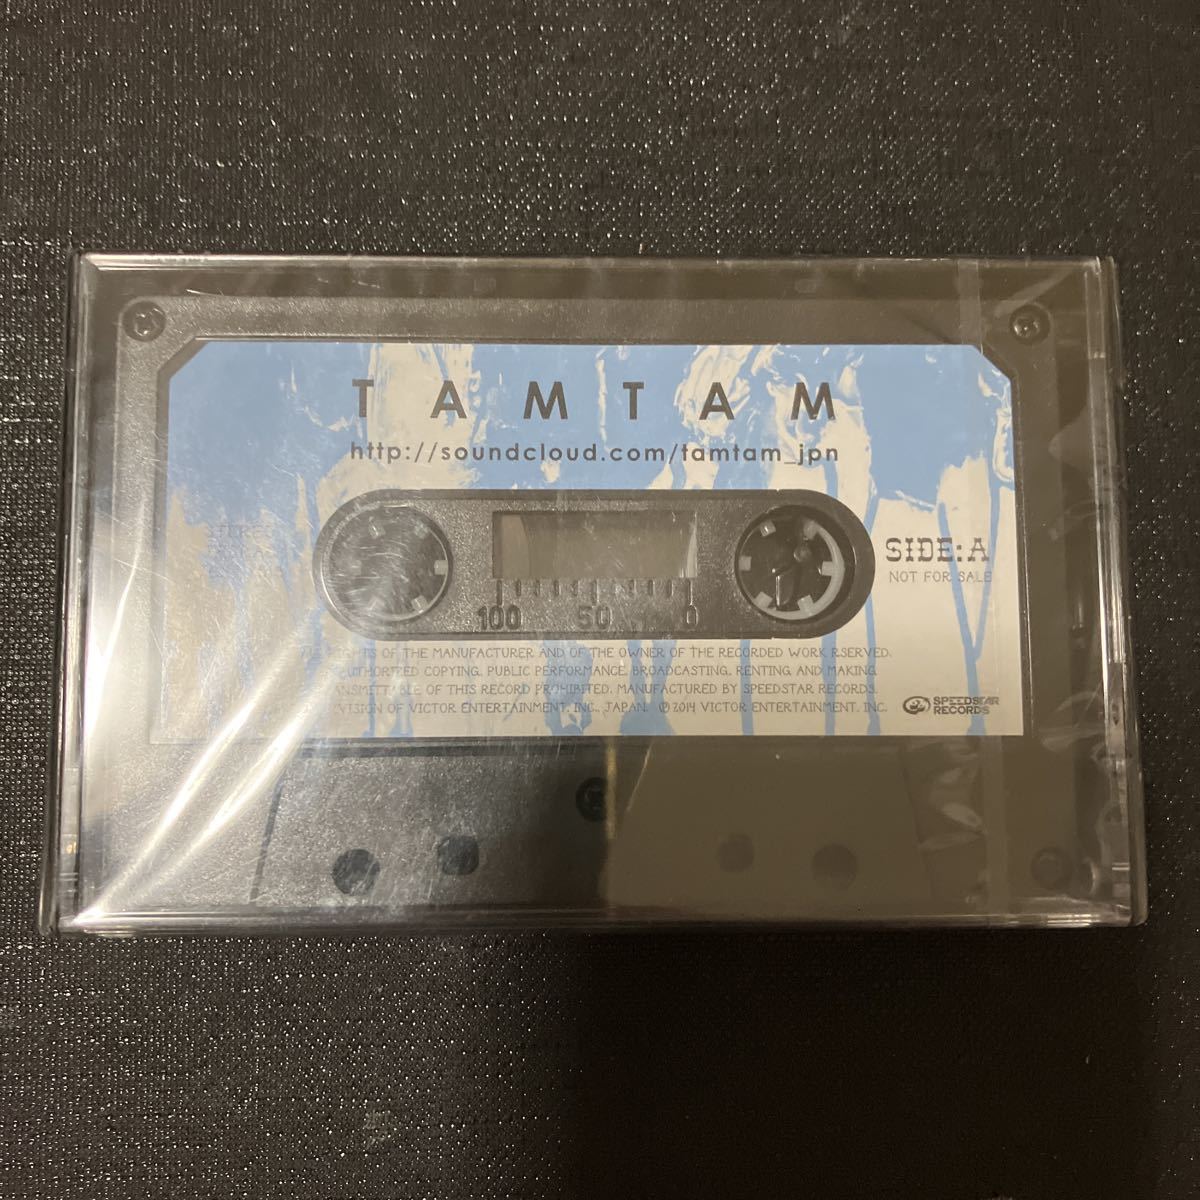 TAMTAM
http://soundcloud.com/tamtam_jpn
SIDE:A
NOT FOR SALE
100 50 0
OF THE MANUFACTURER AND OF THE OWNER OF THE RECORDED WORK RSERVED.
COPYING, PUBLIC PERFORMANCE, BROADCASTING, RENTING AND MAKING
OF THIS RECORD PROHIBITED. MANUFACTURED BY SPEEDSTAR RECORDS.
OF VICTOR ENTERTAINMENT, INC., JAPAN. ℗ 2014 VICTOR ENTERTAINMENT, INC.
SPEEDSTAR
RECORDS